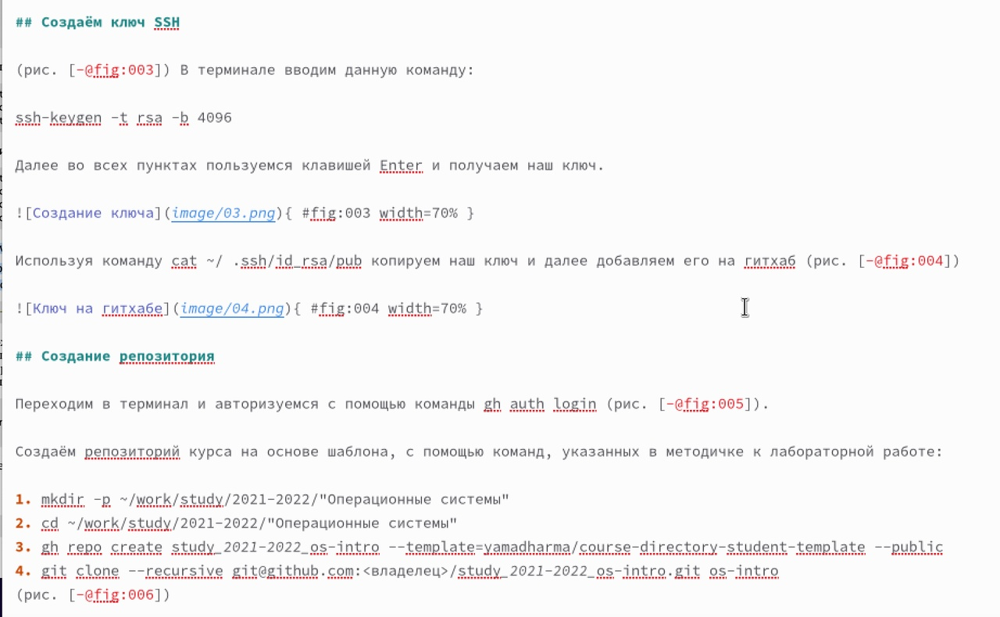 ## Создаём ключ SSH
(рис. [-@fig:003]) В терминале вводим данную команду:
ssh-keygen -t rsa -b 4096
Далее во всех пунктах пользуемся клавишей Enter и получаем наш ключ.
![Создание ключа](image/03.png){ #fig:003 width=70% }
Используя команду cat ~/ .ssh/id_rsa/pub копируем наш ключ и далее добавляем его на гитхаб (рис. [-@fig:004])
![Ключ на гитхабе](image/04.png){ #fig:004 width=70% }
## Создание репозитория
Переходим в терминал и авторизуемся с помощью команды gh auth login (рис. [-@fig:005]).
Создаём репозиторий курса на основе шаблона, с помощью команд, указанных в методичке к лабораторной работе:
1. mkdir -p ~/work/study/2021-2022/"Операционные системы"
2. cd ~/work/study/2021-2022/"Операционные системы"
3. gh repo create study_2021-2022_os-intro --template=yamadharma/course-directory-student-template --public
4. git clone --recursive git@github.com:<владелец>/study_2021-2022_os-intro.git os-intro
(рис. [-@fig:006])